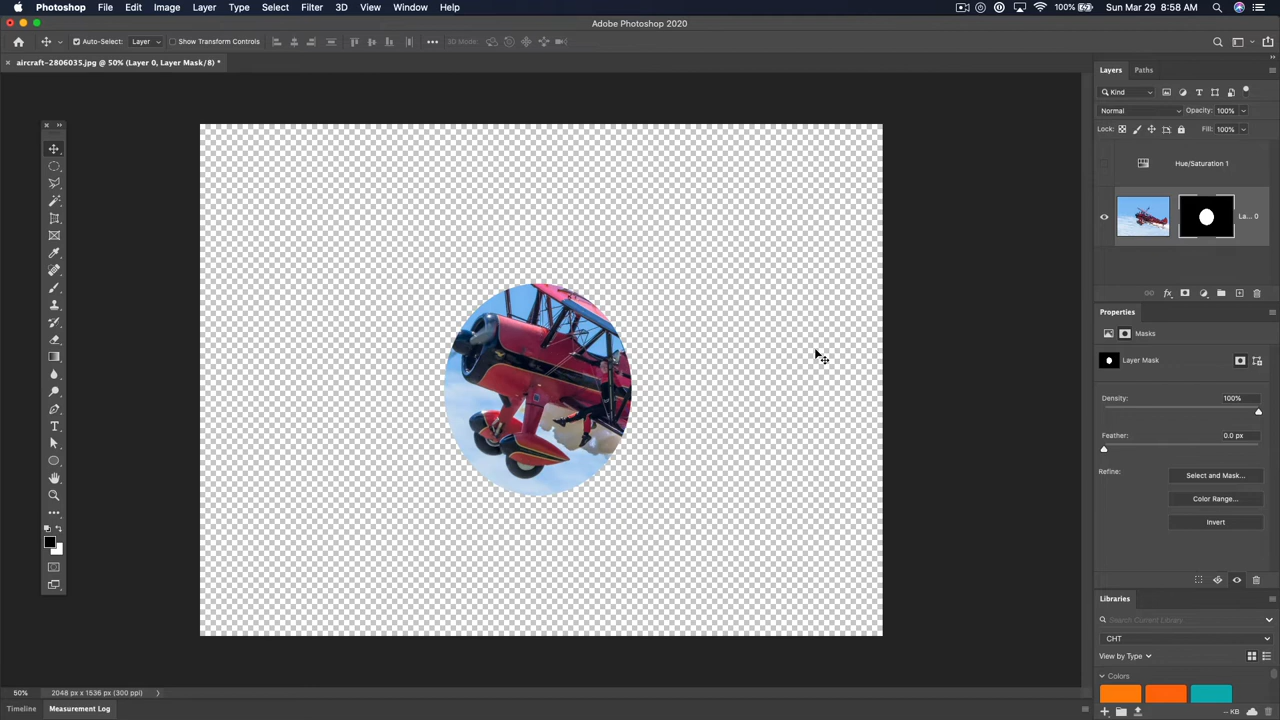 Photoshop File Edit Image Layer Type Select Filter 3D View Window Help 100% Sun Mar 29 8:58 AM
Adobe Photoshop 2020
Auto-Select: Layer Show Transform Controls 3D Mode:
aircraft-2806035.jpg @ 50% (Layer 0, Layer Mask/8) *
Layers Paths
Kind
Normal Opacity: 100%
Lock: Fill: 100%
Hue/Saturation 1
La... 0
fx
Properties
Masks
Layer Mask
Density: 100%
Feather: 0.0 px
Refine: Select and Mask...
Color Range...
Invert
Libraries
Search Current Library
CHT
View by Type
Colors
50% 2048 px x 1536 px (300 ppi)
Timeline Measurement Log
-- KB